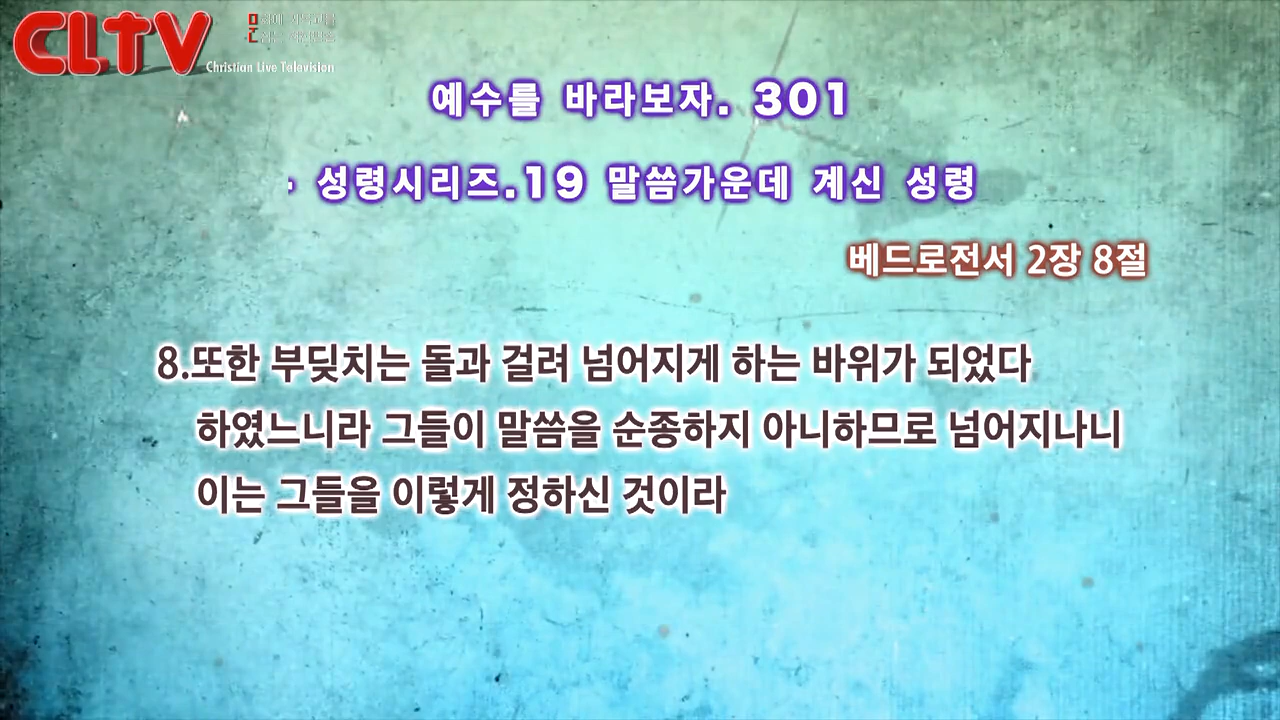 CLTV
Christian Live Television
예수를 바라보자. 301
· 성령시리즈.19 말씀가운데 계신 성령
베드로전서 2장 8절
8.또한 부딪치는 돌과 걸려 넘어지게 하는 바위가 되었다
하였느니라 그들이 말씀을 순종하지 아니하므로 넘어지나니
이는 그들을 이렇게 정하신 것이라